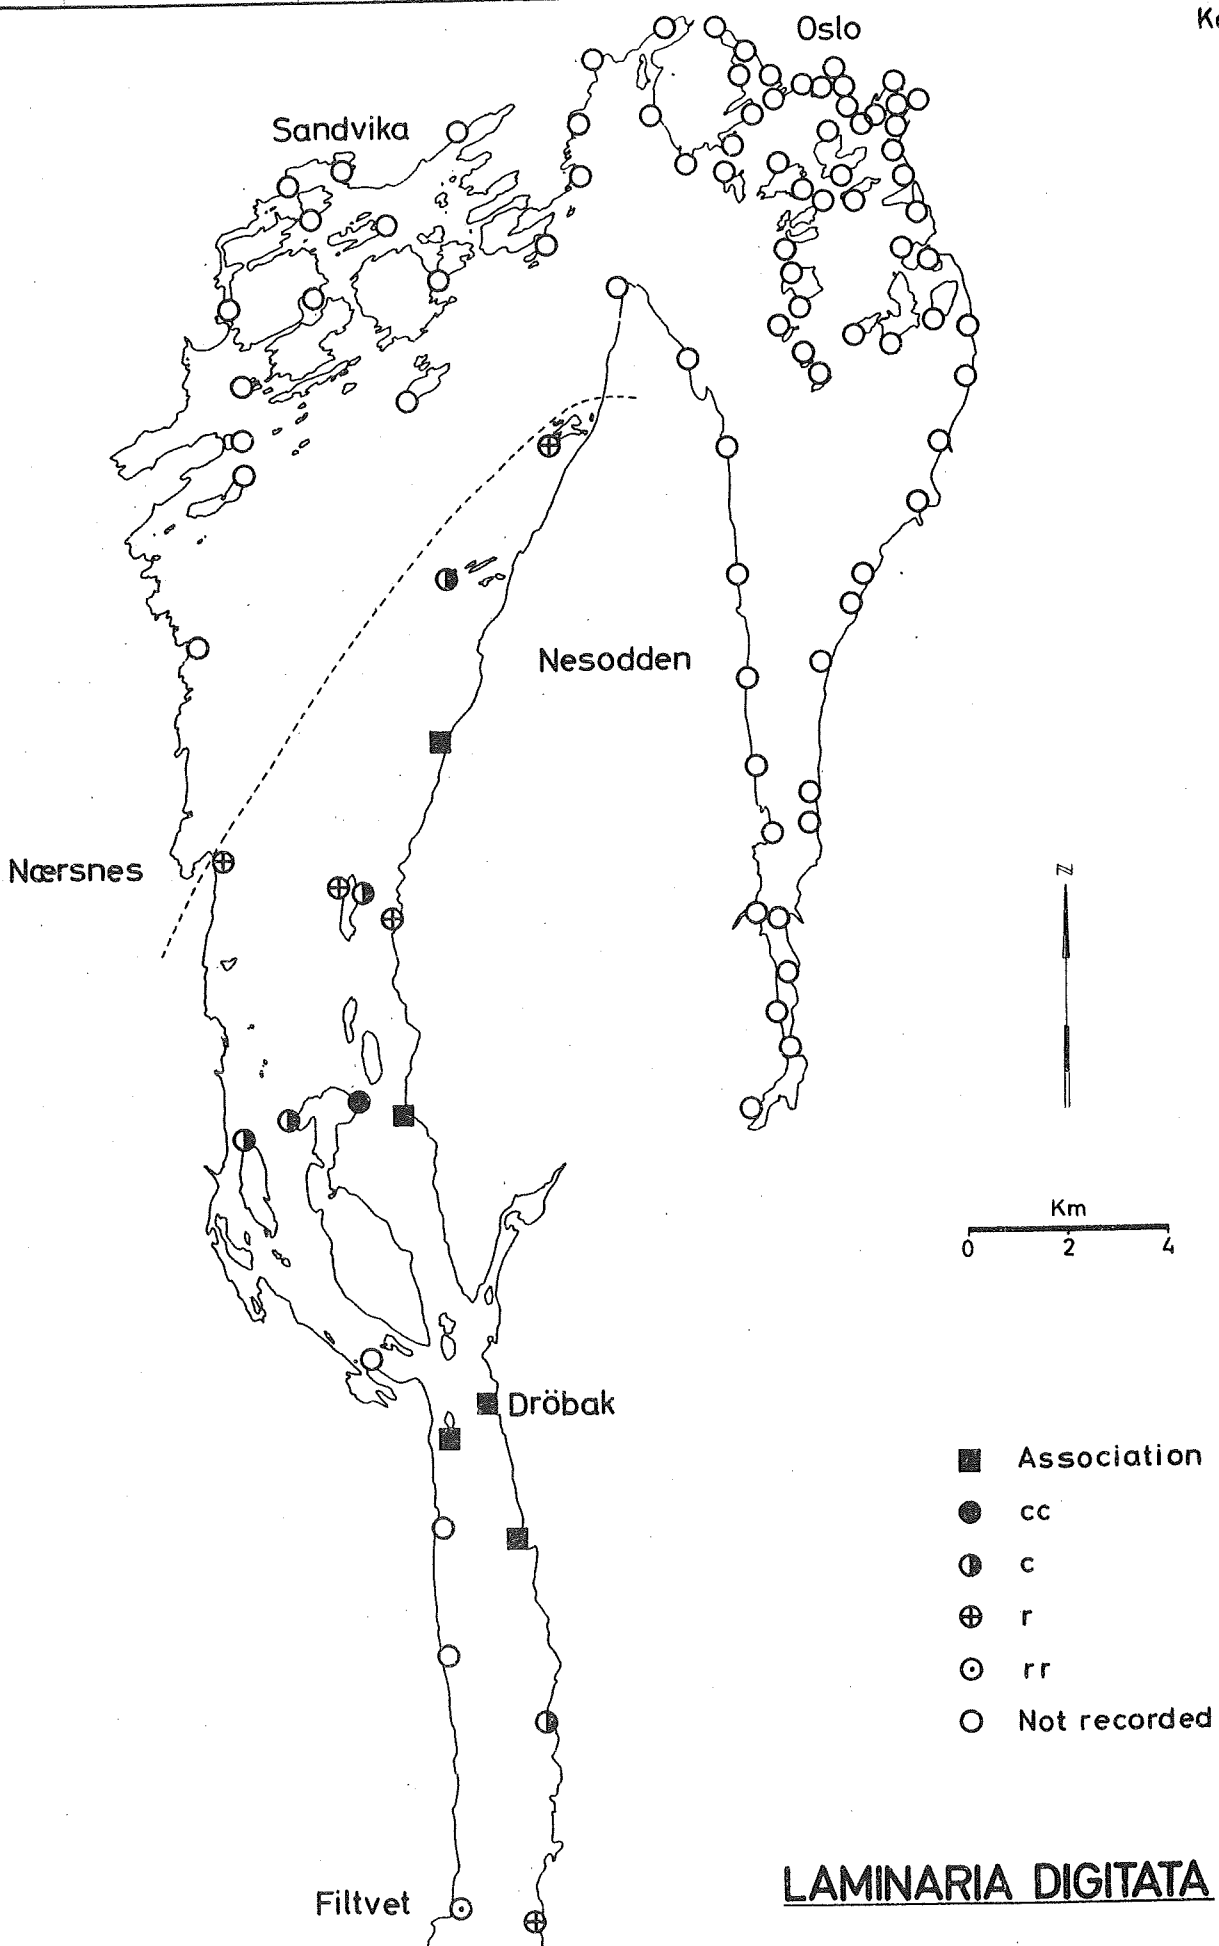 Oslo
Sandvika
Nesodden
Nærsnes
N
Km
0 2 4
Dröbak
Association
cc
c
r
rr
Not recorded
Filtvet
LAMINARIA DIGITATA